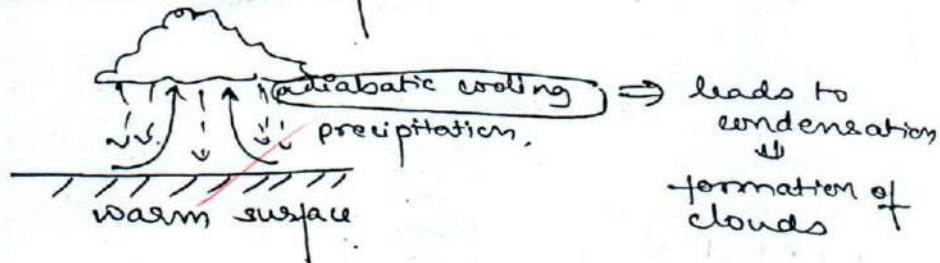 adiabatic cooling ⇒ leads to
precipitation, condensation
⇓
formation of
warm surface clouds